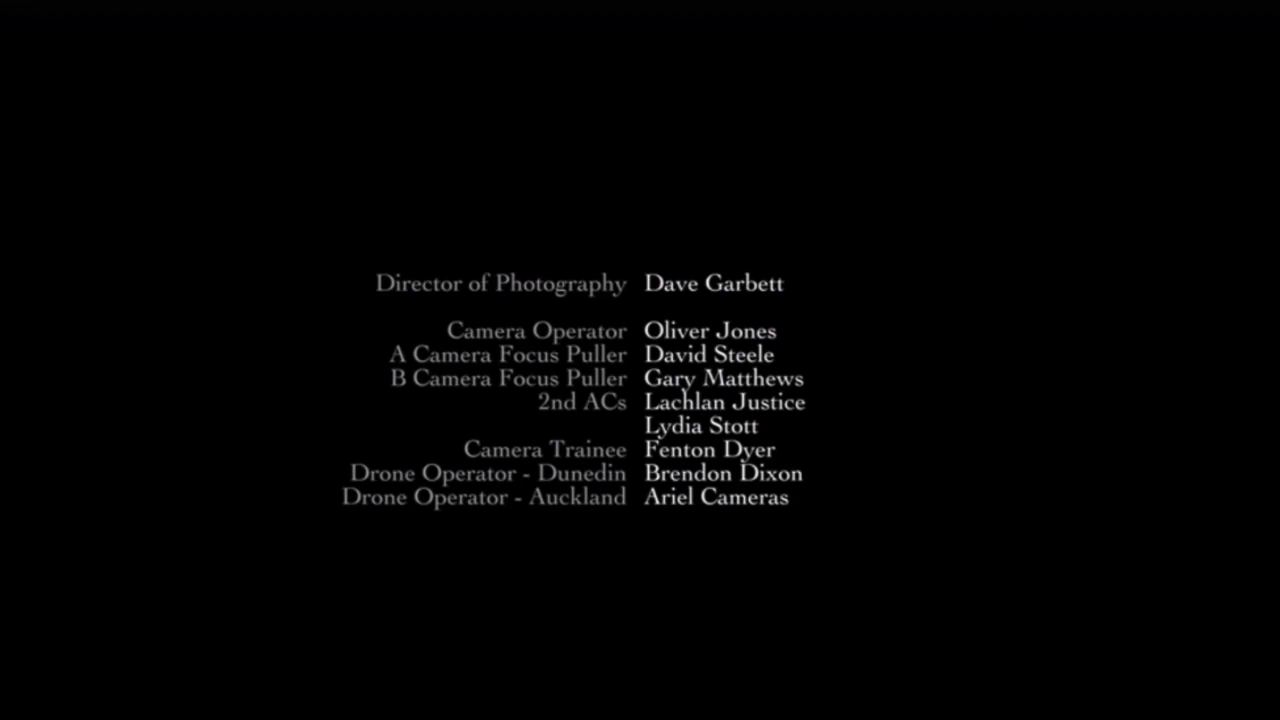 Director of Photography Dave Garbett
Camera Operator Oliver Jones
A Camera Focus Puller David Steele
B Camera Focus Puller Gary Matthews
2nd ACs Lachlan Justice
Lydia Stott
Camera Trainee Fenton Dyer
Drone Operator - Dunedin Brendon Dixon
Drone Operator - Auckland Ariel Cameras